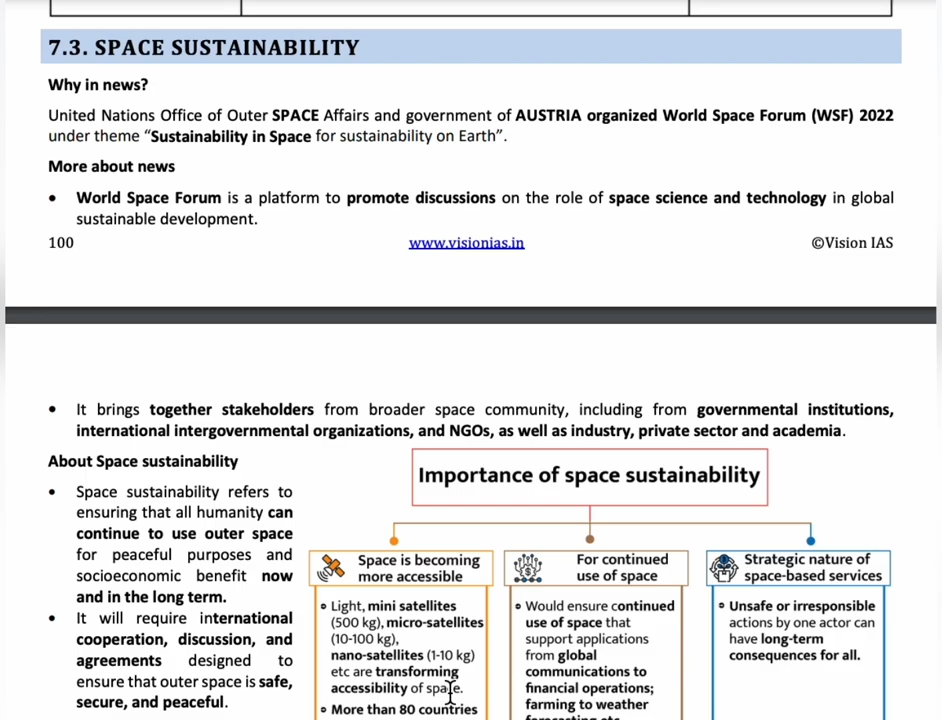 7.3. SPACE SUSTAINABILITY
Why in news?
United Nations Office of Outer SPACE Affairs and government of AUSTRIA organized World Space Forum (WSF) 2022
under theme “Sustainability in Space for sustainability on Earth”.
More about news
• World Space Forum is a platform to promote discussions on the role of space science and technology in global
sustainable development.
100 www.visionias.in ©Vision IAS
• It brings together stakeholders from broader space community, including from governmental institutions,
international intergovernmental organizations, and NGOs, as well as industry, private sector and academia.
About Space sustainability
• Space sustainability refers to
ensuring that all humanity can
continue to use outer space
for peaceful purposes and
socioeconomic benefit now
and in the long term.
• It will require international
cooperation, discussion, and
agreements designed to
ensure that outer space is safe,
secure, and peaceful.
Importance of space sustainability
Space is becoming
more accessible
Light, mini satellites
(500 kg), micro-satellites
(10-100 kg),
nano-satellites (1-10 kg)
etc are transforming
accessibility of space.
More than 80 countries
For continued
use of space
Would ensure continued
use of space that
support applications
from global
communications to
financial operations;
farming to weather
forecasting etc
Strategic nature of
space-based services
Unsafe or irresponsible
actions by one actor can
have long-term
consequences for all.